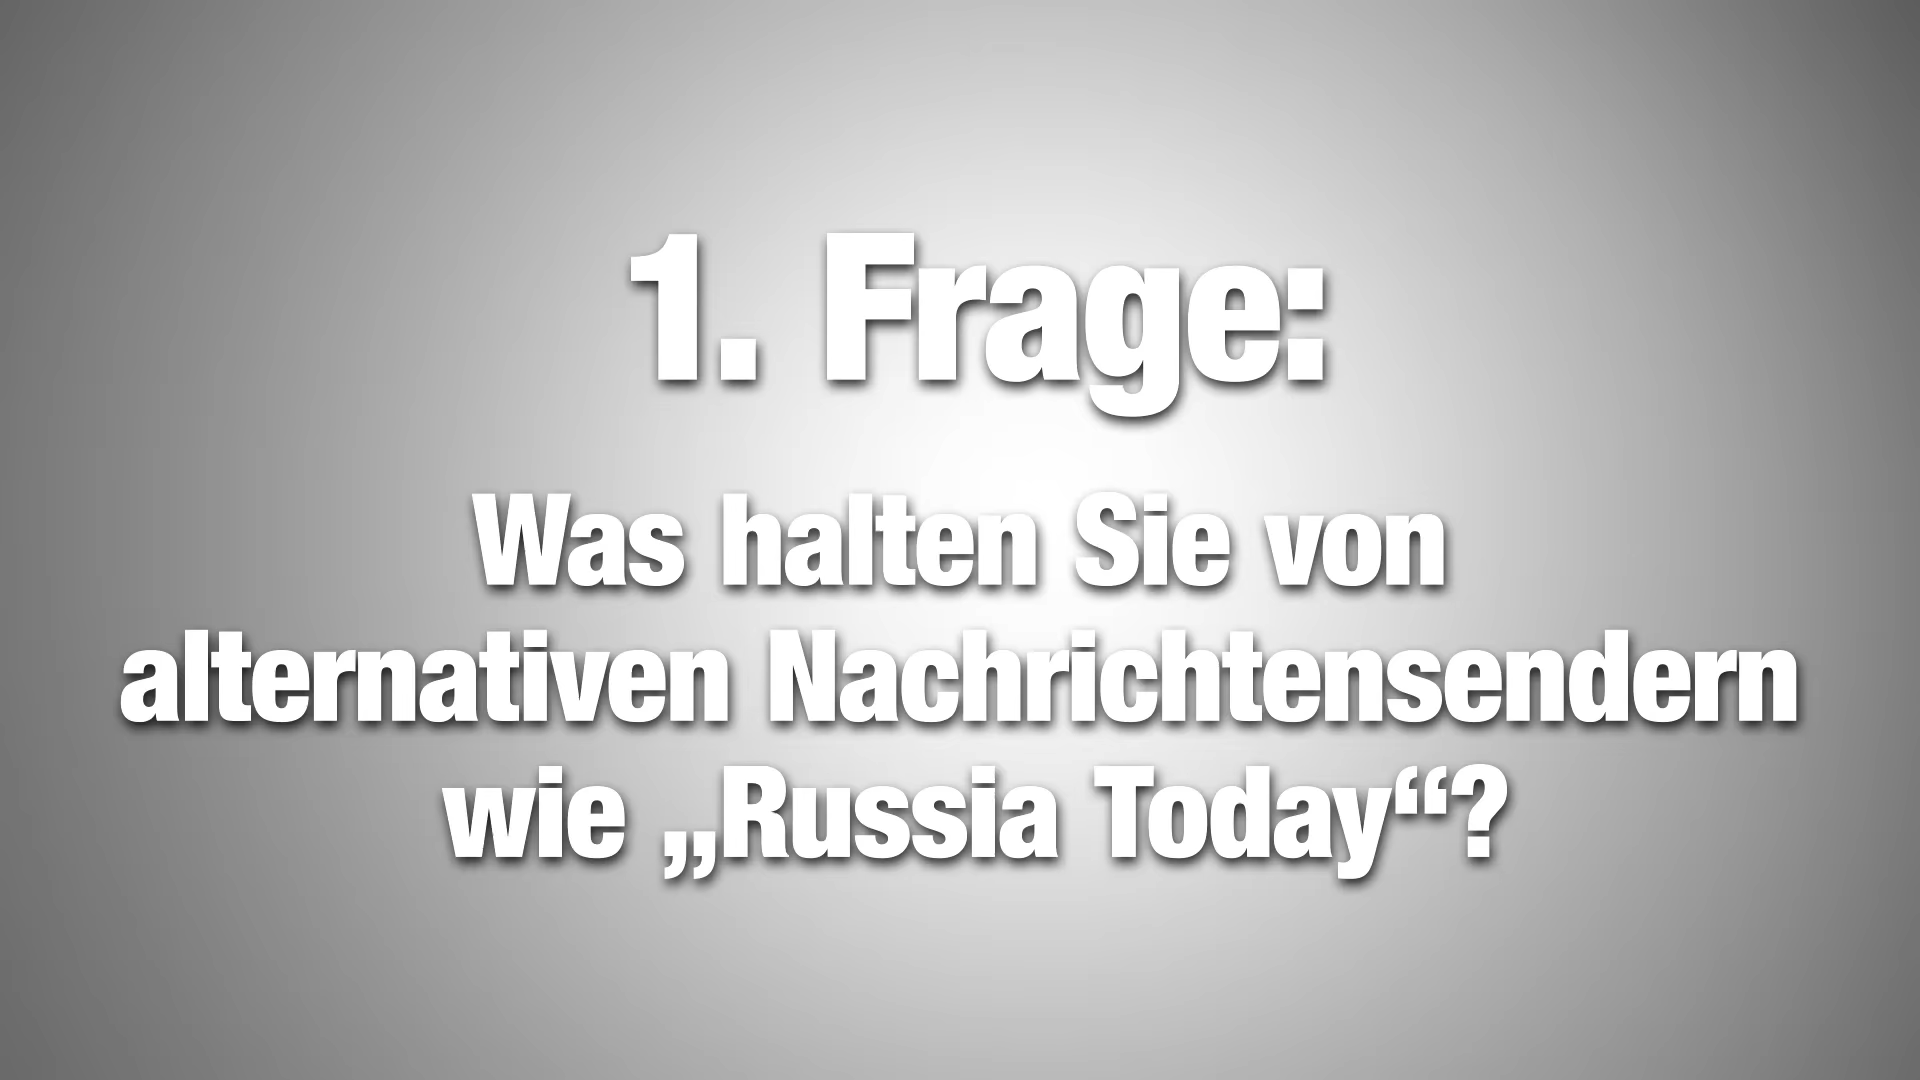 1. Frage:
Was halten Sie von
alternativen Nachrichtensendern
wie „Russia Today“?